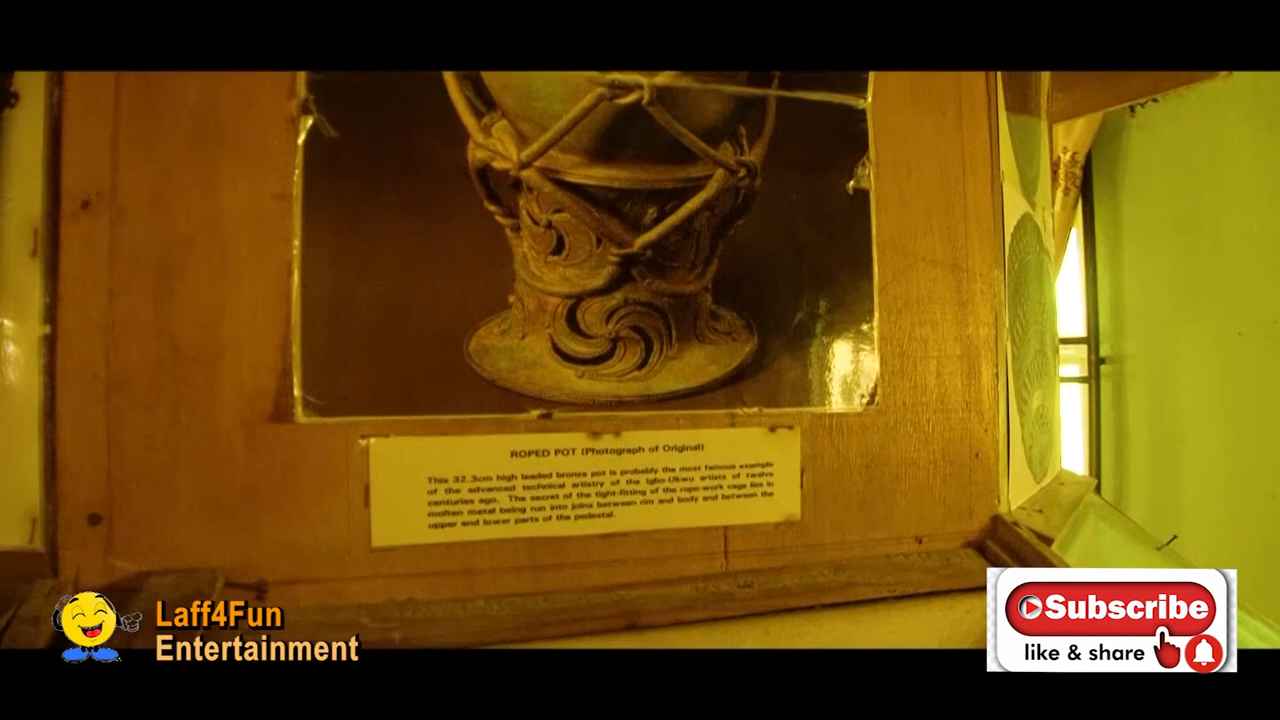 ROPED POT (Photograph of Original)
This 32.3cm high leaded bronze pot is probably the most famous example
of the advanced technical artistry of the Igbo-Ukwu artists of twelve
centuries ago. The secret of the tight-fitting of the rope-work cage lies in
molten metal being run into joins between rim and body and between the
upper and lower parts of the pedestal.
Laff4Fun
Entertainment
Subscribe
like & share